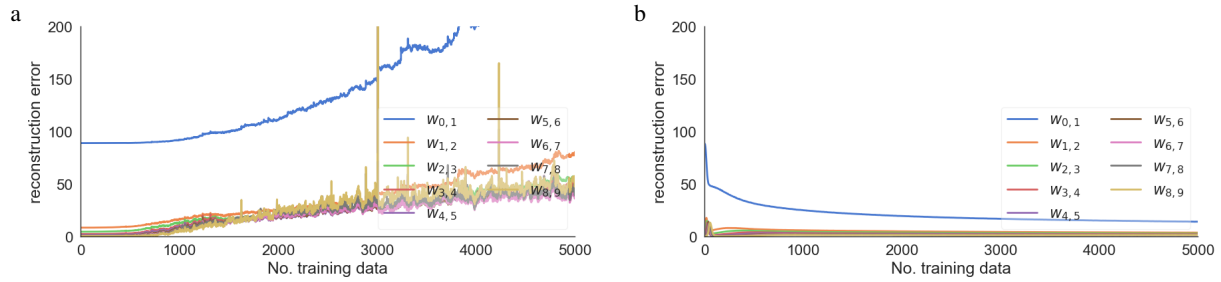 a
200
150
100
50
0
reconstruction error
0
1000
2000
3000
4000
5000
No. training data
w0, 1
w1, 2
w2, 3
w3, 4
w4, 5
w5, 6
w6, 7
w7, 8
w8, 9
b
200
150
100
50
0
reconstruction error
0
1000
2000
3000
4000
5000
No. training data
w0, 1
w1, 2
w2, 3
w3, 4
w4, 5
w5, 6
w6, 7
w7, 8
w8, 9